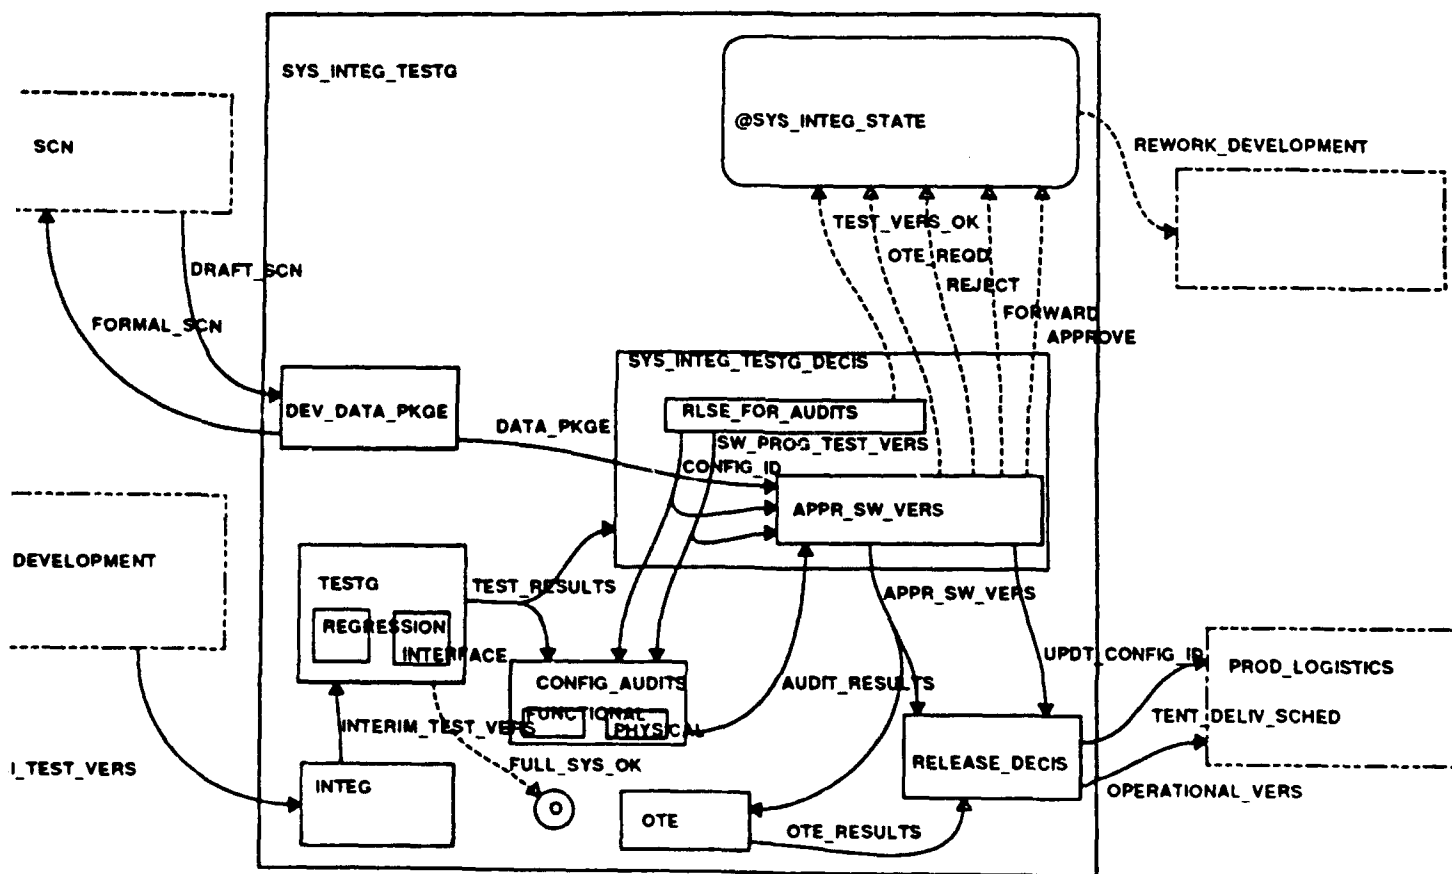 SYS_INTEG_TESTG
@SYS_INTEG_STATE
SCN
REWORK_DEVELOPMENT
TEST_VERS_OK
OTE_REQD
DRAFT_SCN
REJECT
FORMAL_SCN
FORWARD
APPROVE
SYS_INTEG_TESTG_DECIS
DEV_DATA_PKGE
RLSE_FOR_AUDITS
DATA_PKGE
SW_PROG_TEST_VERS
CONFIG_ID
APPR_SW_VERS
DEVELOPMENT
TESTG
TEST_RESULTS
APPR_SW_VERS
REGRESSION
INTERFACE
UPDT_CONFIG_ID
PROD_LOGISTICS
CONFIG_AUDITS
AUDIT_RESULTS
FUNCTIONAL
PHYSICAL
INTERIM_TEST_VERS
TENT_DELIV_SCHED
I_TEST_VERS
FULL_SYS_OK
RELEASE_DECIS
INTEG
OPERATIONAL_VERS
O
OTE
OTE_RESULTS